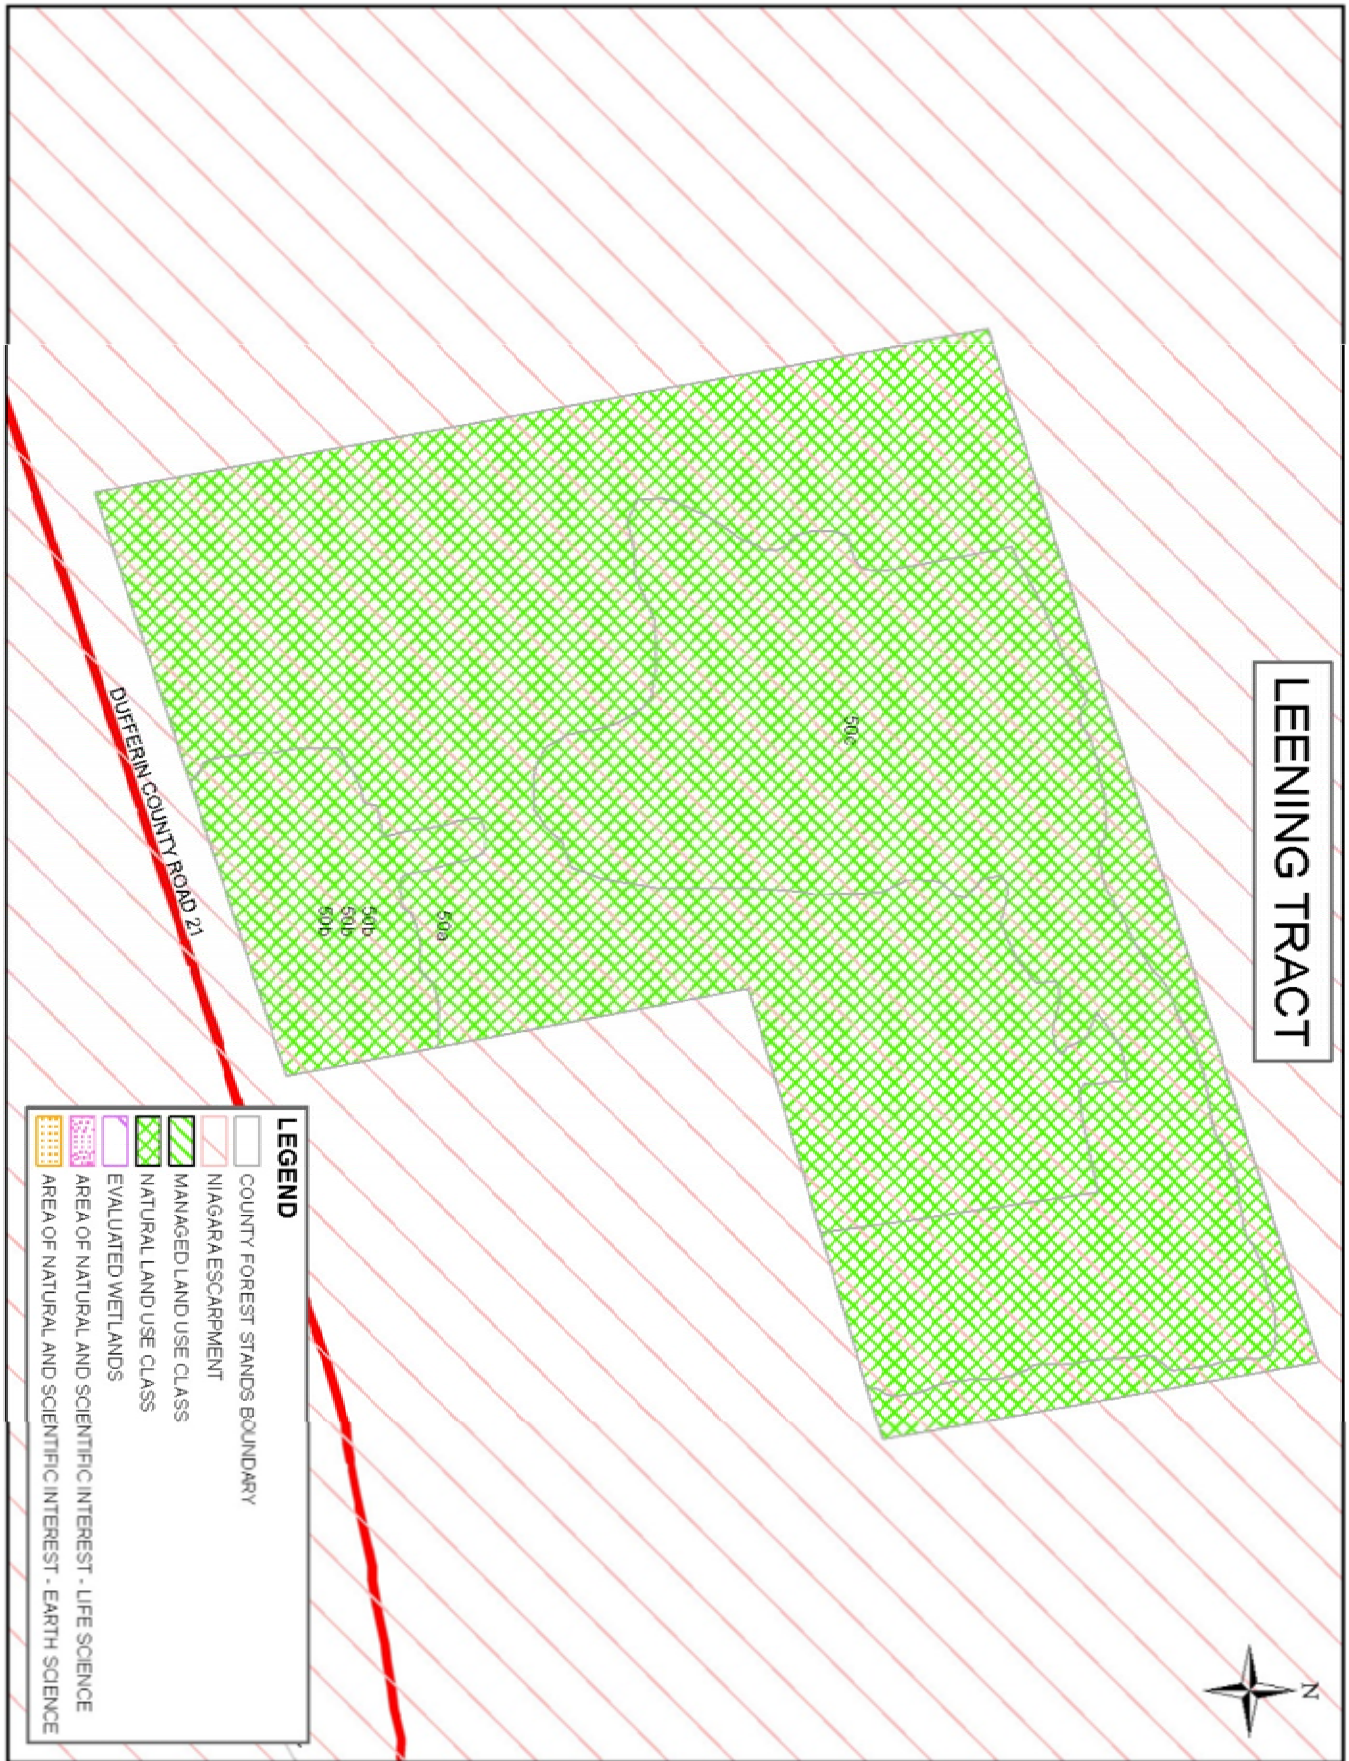 LEENING TRACT
N
50c
50a
50b
50b
50b
DUFFERIN COUNTY ROAD 21
LEGEND
COUNTY FOREST STANDS BOUNDARY
NIAGARA ESCARPMENT
MANAGED LAND USE CLASS
NATURAL LAND USE CLASS
EVALUATED WETLANDS
AREA OF NATURAL AND SCIENTIFIC INTEREST - LIFE SCIENCE
AREA OF NATURAL AND SCIENTIFIC INTEREST - EARTH SCIENCE